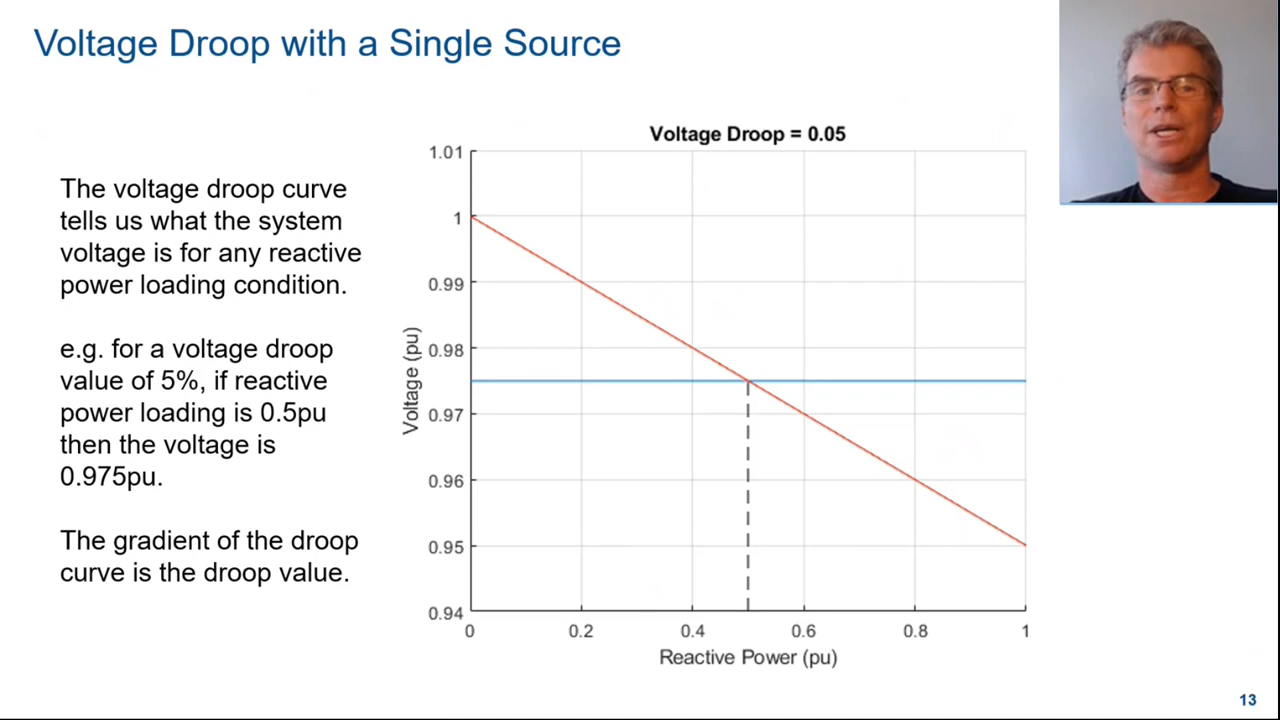 Voltage Droop with a Single Source
The voltage droop curve
tells us what the system
voltage is for any reactive
power loading condition.
e.g. for a voltage droop
value of 5%, if reactive
power loading is 0.5pu
then the voltage is
0.975pu.
The gradient of the droop
curve is the droop value.
Voltage Droop = 0.05
Voltage (pu)
1.01
1
0.99
0.98
0.97
0.96
0.95
0.94
0 0.2 0.4 0.6 0.8 1
Reactive Power (pu)
13